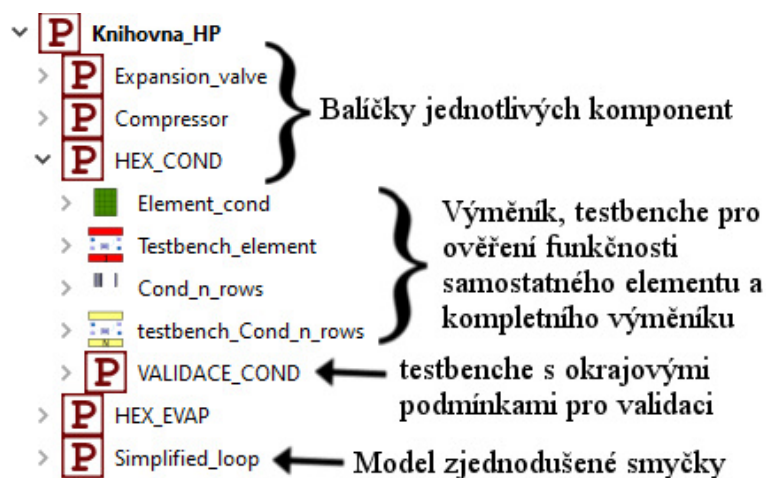 P Knihovna_HP
P Expansion_valve
P Compressor
P HEX_COND
Balíčky jednotlivých komponent
Element_cond
Testbench_element
Cond_n_rows
testbench_Cond_n_rows
Výměník, testbenche pro
ověření funkčnosti
samostatného elementu a
kompletního výměníku
P VALIDACE_COND
testbenche s okrajovými
podmínkami pro validaci
P HEX_EVAP
P Simplified_loop
Model zjednodušené smyčky